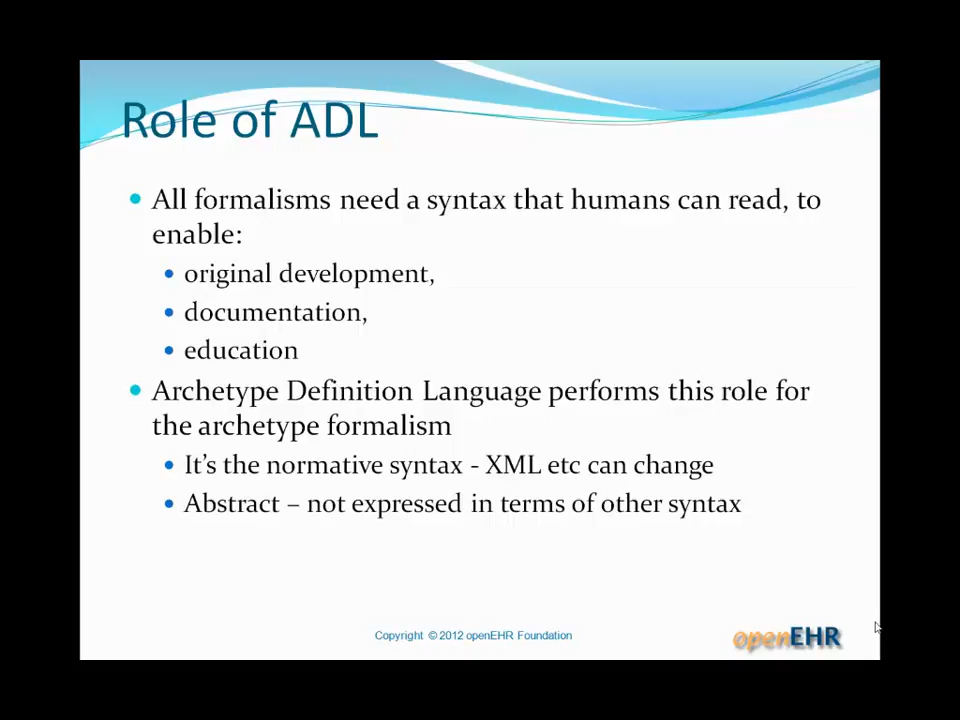 Role of ADL
• All formalisms need a syntax that humans can read, to
enable:
• original development,
• documentation,
• education
• Archetype Definition Language performs this role for
the archetype formalism
• It’s the normative syntax - XML etc can change
• Abstract – not expressed in terms of other syntax
Copyright © 2012 openEHR Foundation
openEHR